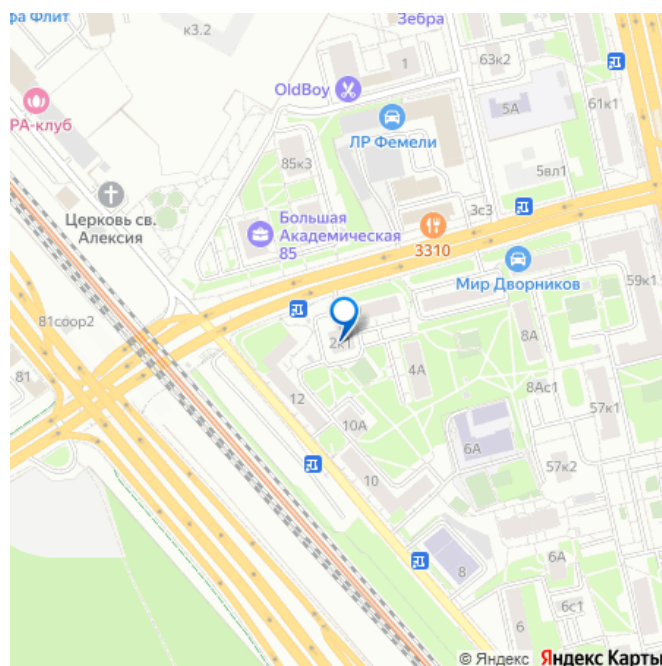 фа Флит
к3.2
Зебра
1
63к2
OldBoy
РА-клуб
ЛР Фемели
5А
61к1
85к3
5вл1
Церковь св.
Алексия
Большая
Академическая
85
3с3
3310
Мир Дворников
59к1
81соор2
2к1
8А
81
12
4А
8Ас1
57к1
10А
6А
57к2
10
8
6А
6с1
6
© Яндекс Яндекс Карты